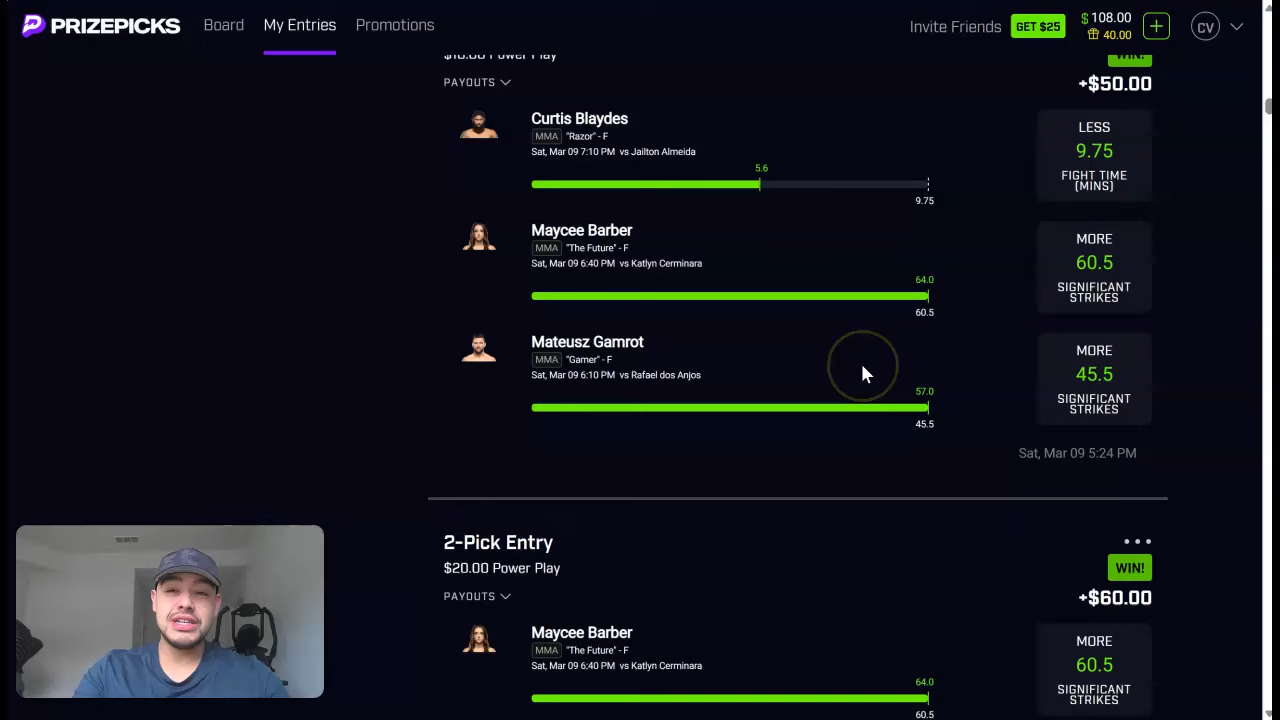 PRIZEPICKS
Board
My Entries
Promotions
Invite Friends
GET $25
$ 108.00
40.00
+
CV
$10.00 Power Play
WIN!
PAYOUTS
+$50.00
Curtis Blaydes
MMA "Razor" - F
Sat, Mar 09 7:10 PM vs Jailton Almeida
5.6
9.75
LESS
9.75
FIGHT TIME
(MINS)
Maycee Barber
MMA "The Future" - F
Sat, Mar 09 6:40 PM vs Katlyn Cerminara
64.0
60.5
MORE
60.5
SIGNIFICANT
STRIKES
Mateusz Gamrot
MMA "Gamer" - F
Sat, Mar 09 6:10 PM vs Rafael dos Anjos
57.0
45.5
MORE
45.5
SIGNIFICANT
STRIKES
Sat, Mar 09 5:24 PM
2-Pick Entry
$20.00 Power Play
WIN!
PAYOUTS
+$60.00
Maycee Barber
MMA "The Future" - F
Sat, Mar 09 6:40 PM vs Katlyn Cerminara
64.0
60.5
MORE
60.5
SIGNIFICANT
STRIKES